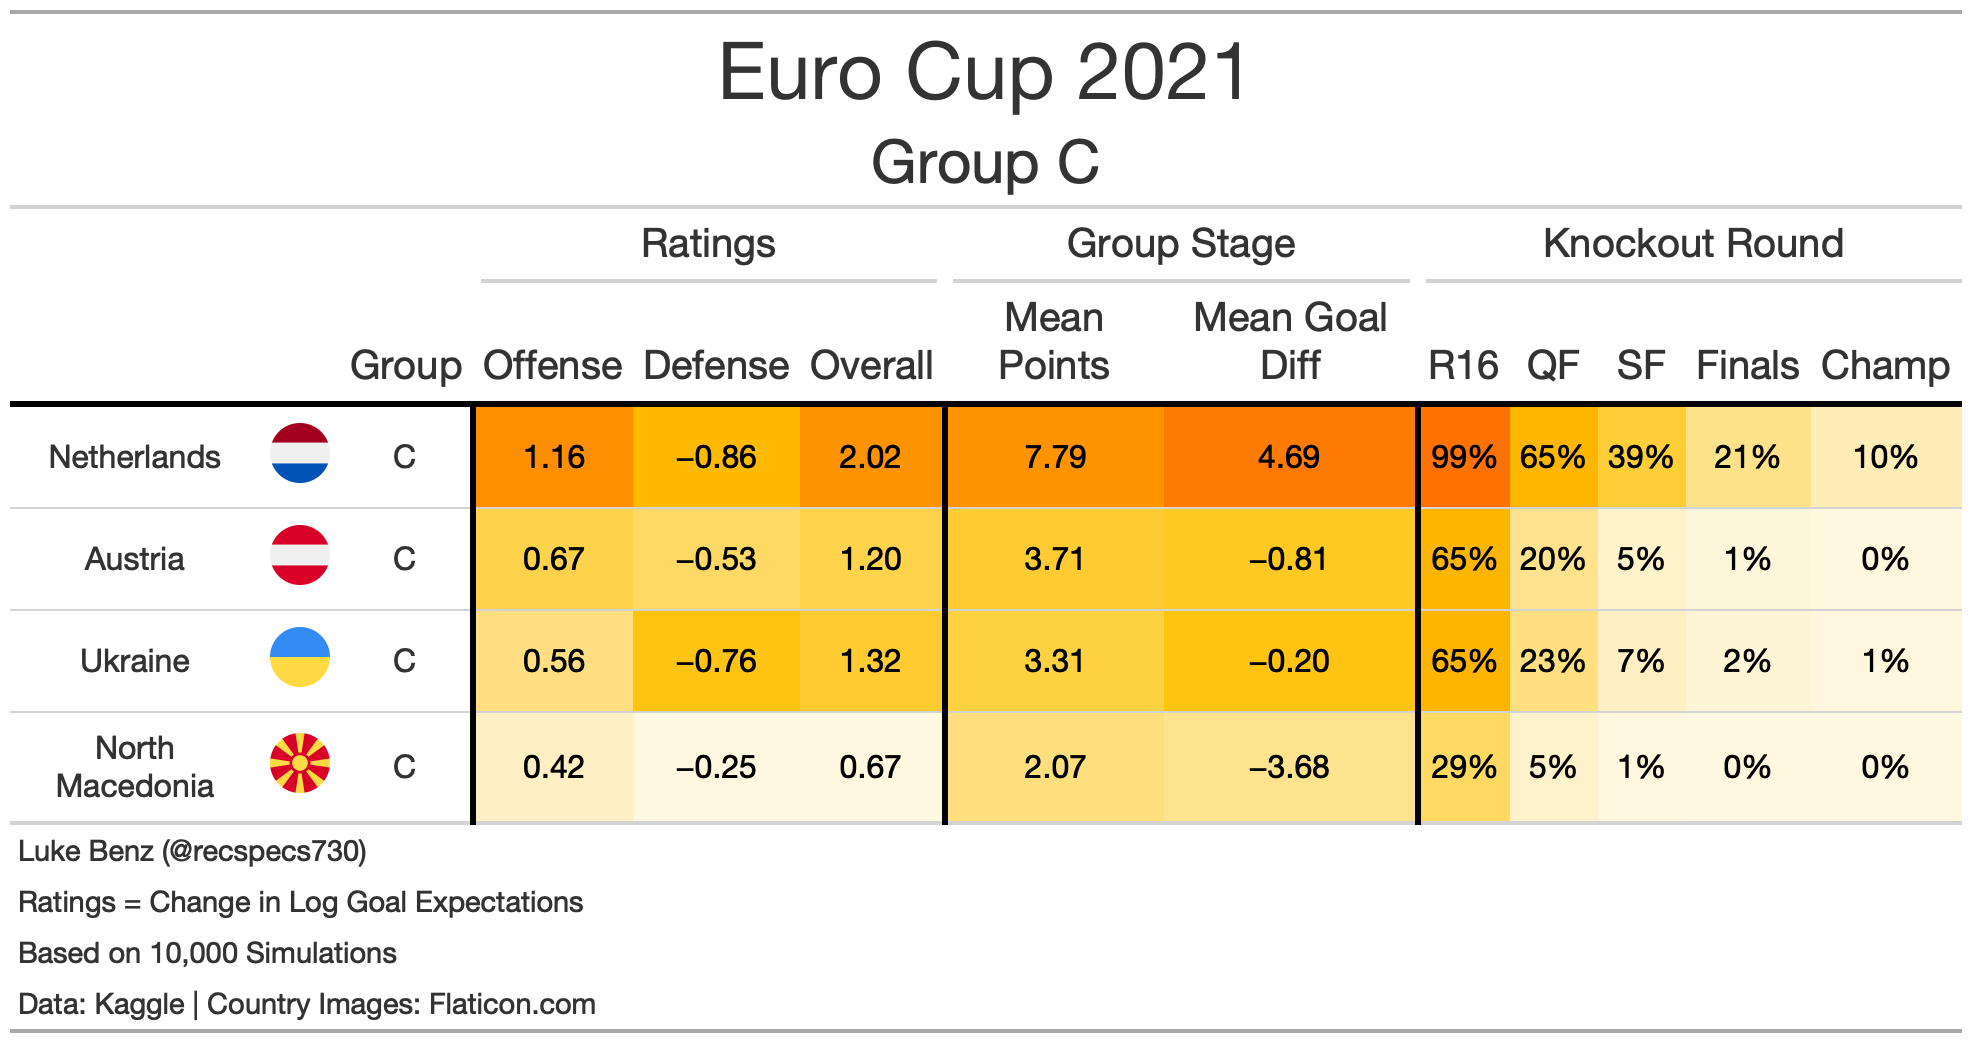 Euro Cup 2021
Group C
Ratings Group Stage Knockout Round
Mean Mean Goal
Group Offense Defense Overall Points Diff R16 QF SF Finals Champ
Netherlands C 1.16 −0.86 2.02 7.79 4.69 99% 65% 39% 21% 10%
Austria C 0.67 −0.53 1.20 3.71 −0.81 65% 20% 5% 1% 0%
Ukraine C 0.56 −0.76 1.32 3.31 −0.20 65% 23% 7% 2% 1%
North
Macedonia C 0.42 −0.25 0.67 2.07 −3.68 29% 5% 1% 0% 0%
Luke Benz (@recspecs730)
Ratings = Change in Log Goal Expectations
Based on 10,000 Simulations
Data: Kaggle | Country Images: Flaticon.com